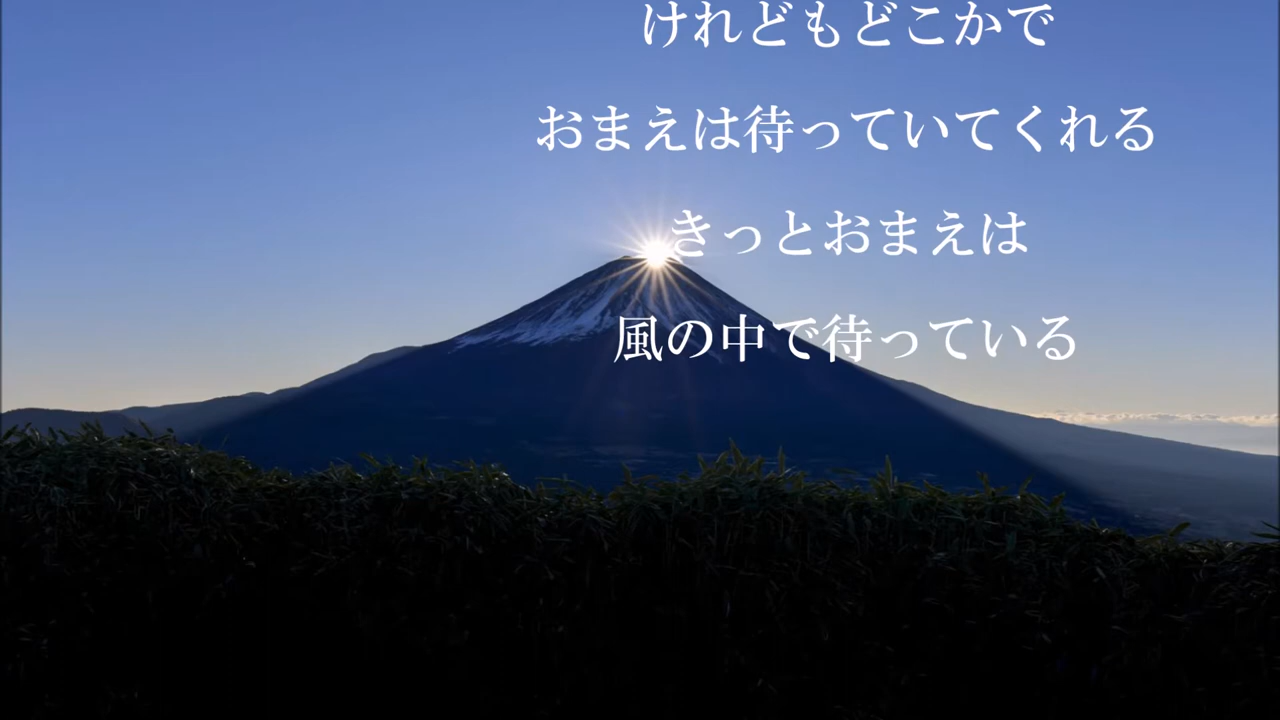 けれどもどこかで
おまえは待っていてくれる
きっとおまえは
風の中で待っている